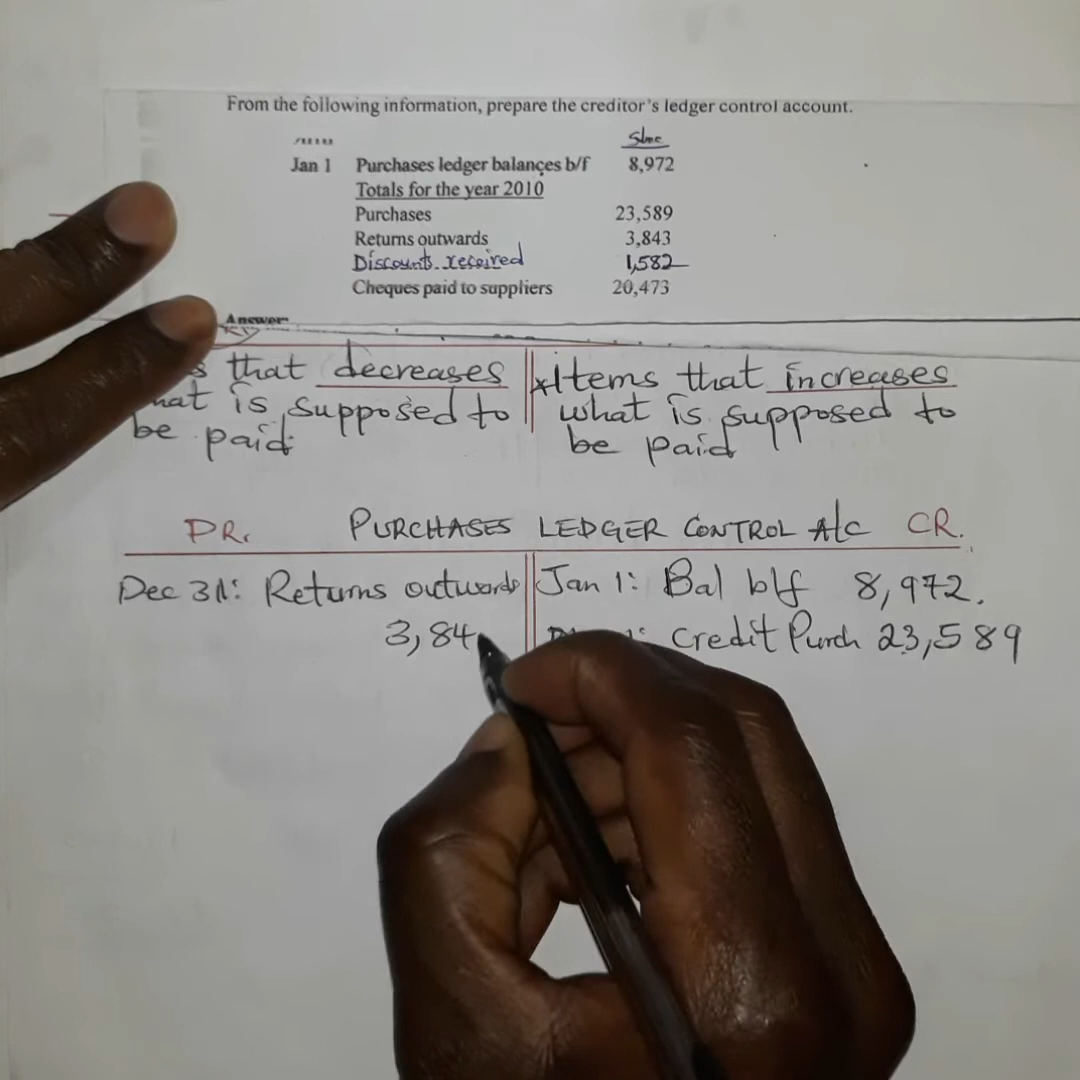 From the following information, prepare the creditor's ledger control account.
Jan 1 Purchases ledger balances b/f 8,972
Totals for the year 2010
Purchases 23,589
Returns outwards 3,843
Discount received 1,582
Cheques paid to suppliers 20,473
Answer
that decreases
what is supposed to
be paid
*Items that increases
what is supposed to
be paid
DR. PURCHASES LEDGER CONTROL A/c CR.
Dec 31: Returns outwards
3,84
Jan 1: Bal b/f 8,972.
Credit Purch 23,589